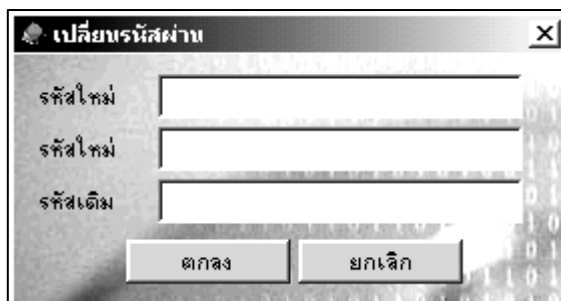 เปลี่ยนรหัสผ่าน
รหัสใหม่
รหัสใหม่
รหัสเดิม
ตกลง ยกเลิก